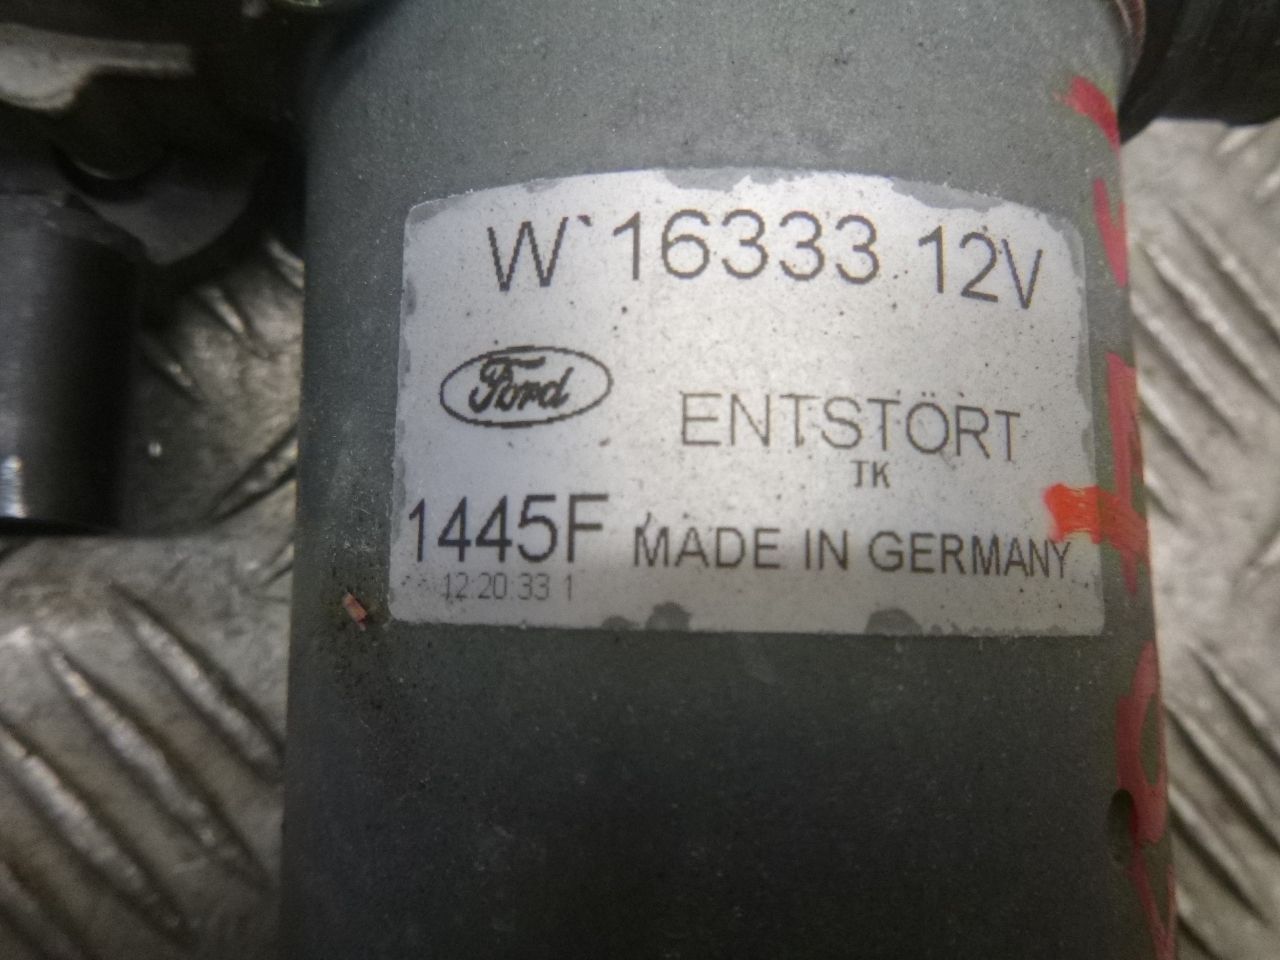 W` 16333 12V
Ford
ENTSTÖRT
TK
1445F MADE IN GERMANY
12 20 33 1